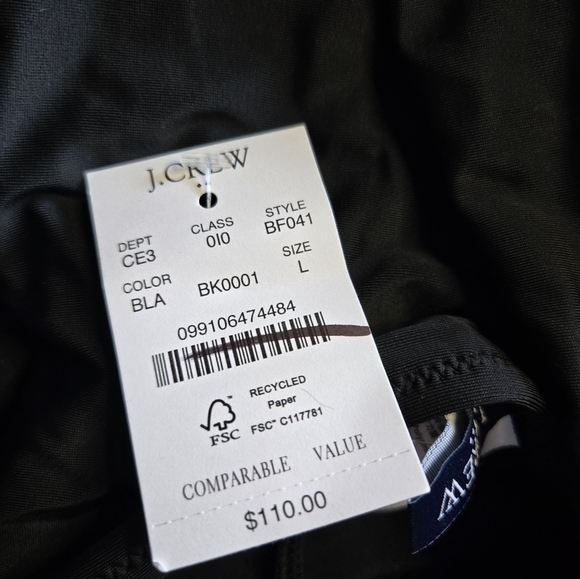 J.CREW
DEPT CLASS STYLE
CE3 0I0 BF041
COLOR SIZE
BLA BK0001 L
099106474484
RECYCLED
Paper
FSC™ C117781
FSC
COMPARABLE VALUE
$110.00